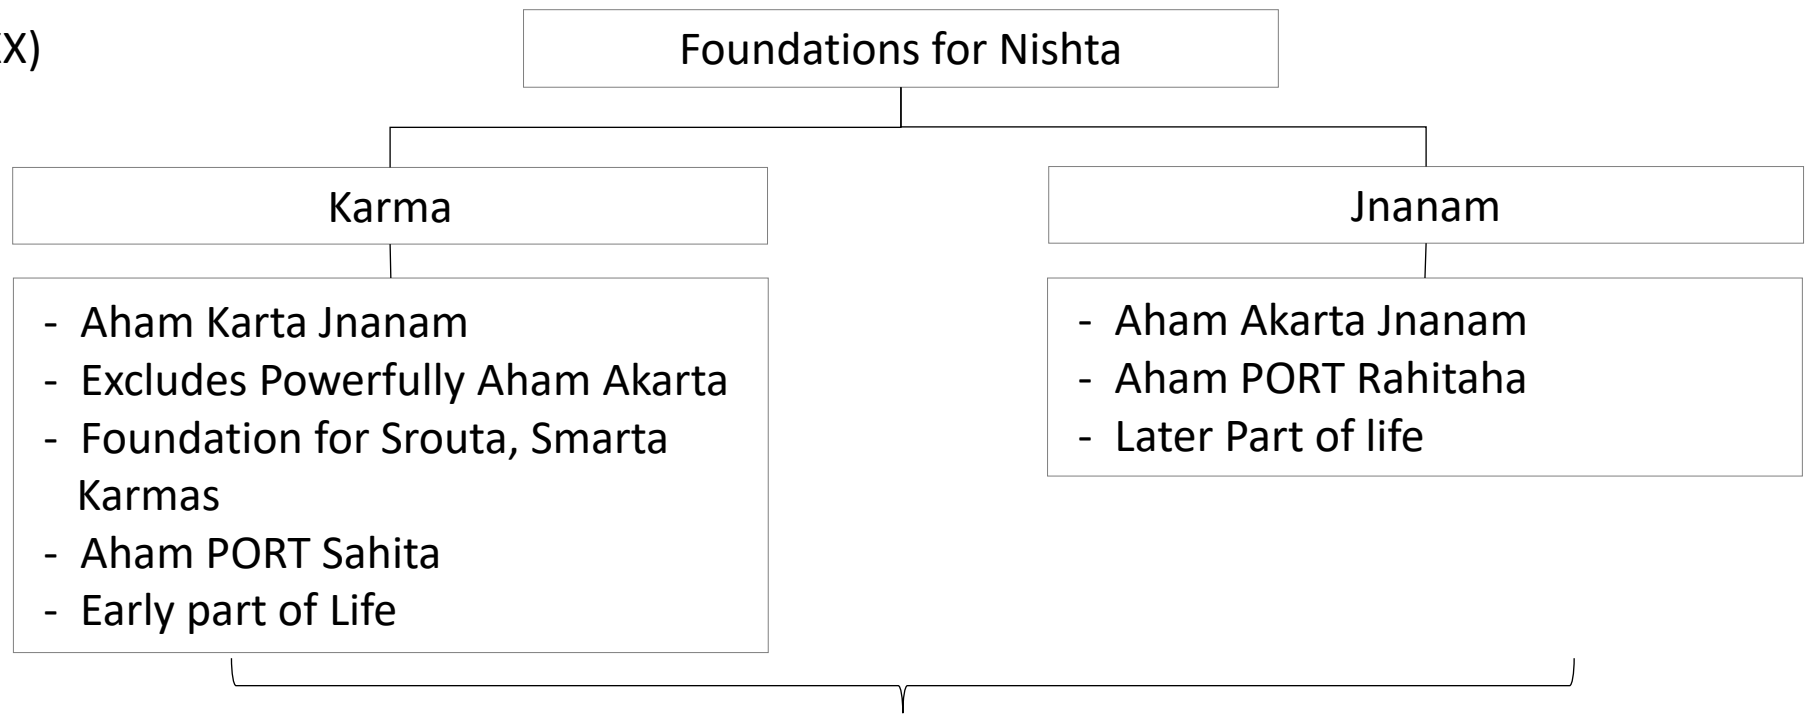 X)
Foundations for Nishta
Karma
Jnanam
- Aham Karta Jnanam
- Excludes Powerfully Aham Akarta
- Foundation for Srouta, Smarta
Karmas
- Aham PORT Sahita
- Early part of Life
- Aham Akarta Jnanam
- Aham PORT Rahitaha
- Later Part of life